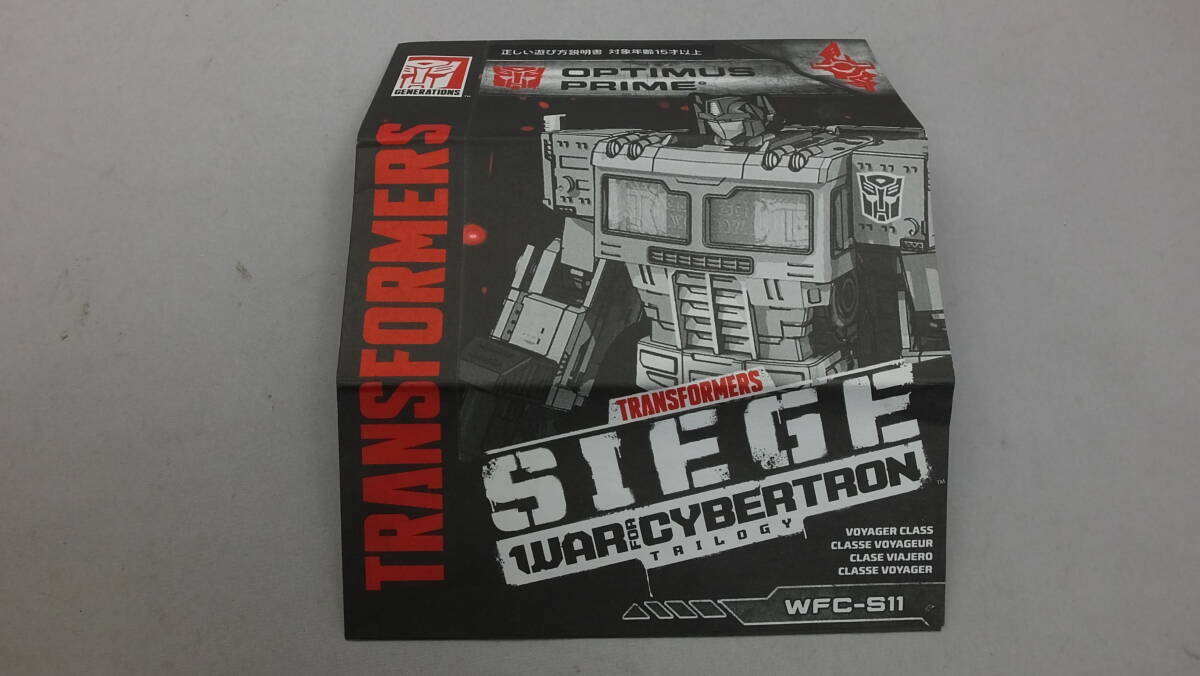 正しい遊び方説明書 対象年齢15才以上
GENERATIONS
TM
OPTIMUS
PRIME®
TRANSFORMERS
TRANSFORMERS
SIEGE
WAR FOR CYBERTRON
TM
TRILOGY
VOYAGER CLASS
CLASSE VOYAGEUR
CLASE VIAJERO
CLASSE VOYAGER
WFC-S11